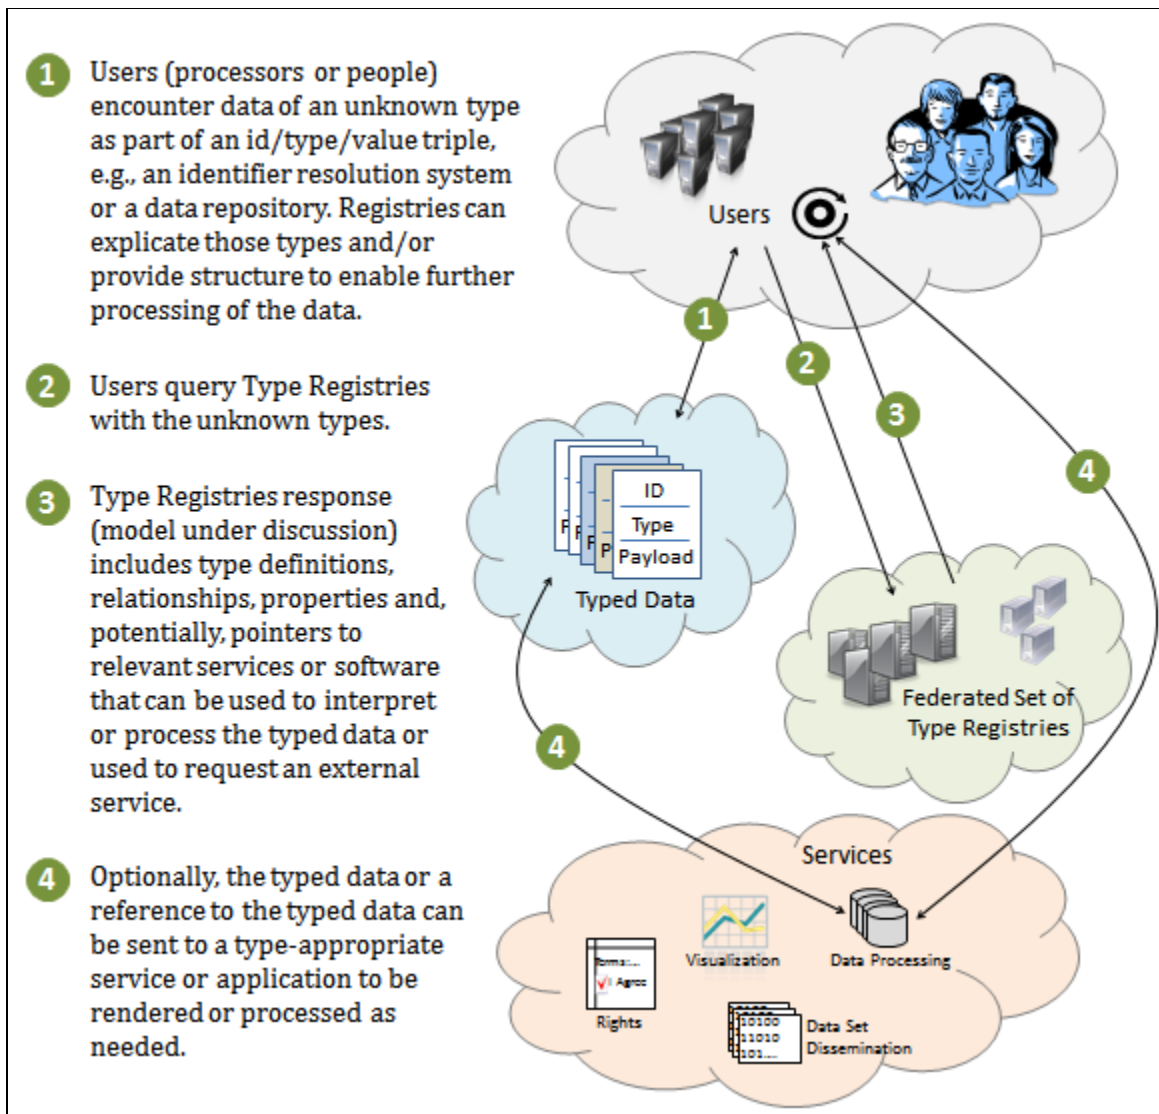 1
Users (processors or people)
encounter data of an unknown type
as part of an id/type/value triple,
e.g., an identifier resolution system
or a data repository. Registries can
explicate those types and/or
provide structure to enable further
processing of the data.
2
Users query Type Registries
with the unknown types.
3
Type Registries response
(model under discussion)
includes type definitions,
relationships, properties and,
potentially, pointers to
relevant services or software
that can be used to interpret
or process the typed data or
used to request an external
service.
4
Optionally, the typed data or a
reference to the typed data can
be sent to a type-appropriate
service or application to be
rendered or processed as
needed.
Users
1
2
3
4
ID
Type
Payload
P
P
P
P
Typed Data
Federated Set of
Type Registries
4
Services
Visualization
Data Processing
Terms:....
I Agree
Rights
10100
11010
101....
Data Set
Dissemination